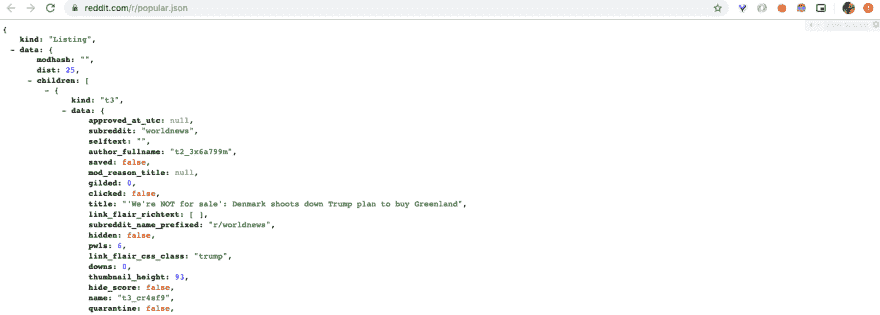 reddit.com/r/popular.json
{
kind: "Listing",
- data: {
modhash: "",
dist: 25,
- children: [
- {
kind: "t3",
- data: {
approved_at_utc: null,
subreddit: "worldnews",
selftext: "",
author_fullname: "t2_3x6a799m",
saved: false,
mod_reason_title: null,
gilded: 0,
clicked: false,
title: "'We're NOT for sale': Denmark shoots down Trump plan to buy Greenland",
link_flair_richtext: [ ],
subreddit_name_prefixed: "r/worldnews",
hidden: false,
pwls: 6,
link_flair_css_class: "trump",
downs: 0,
thumbnail_height: 93,
hide_score: false,
name: "t3_cr4sf9",
quarantine: false,